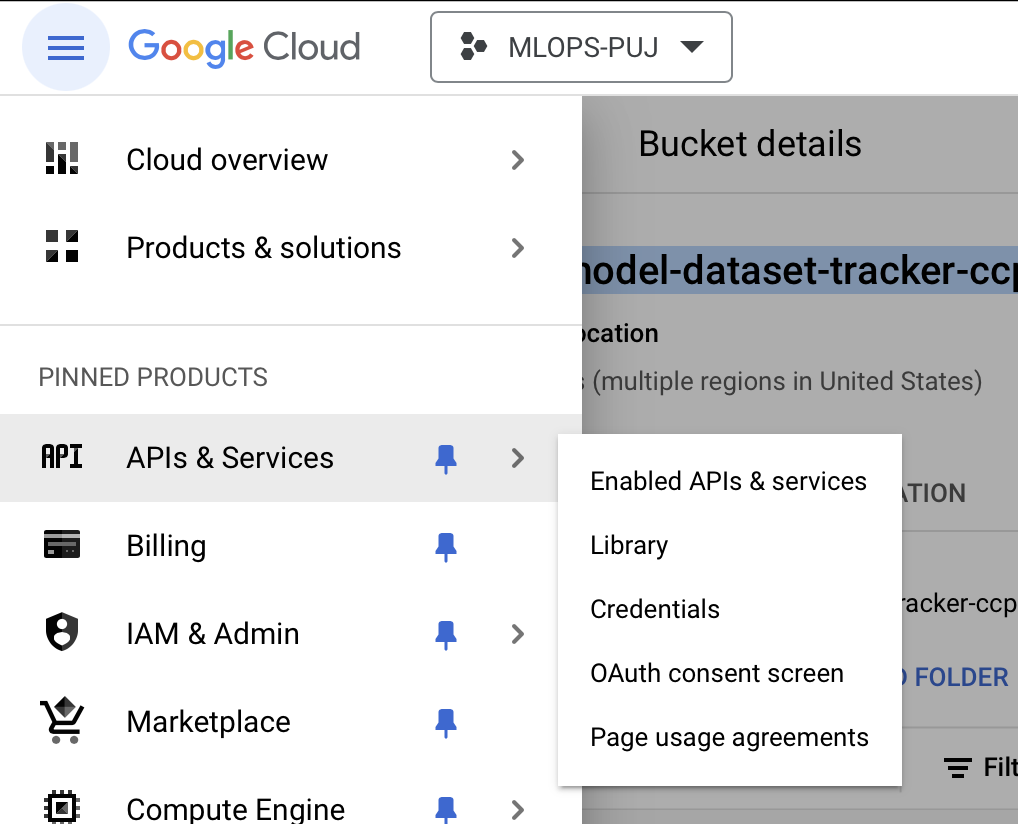 Google Cloud
MLOPS-PUJ
Cloud overview
Products & solutions
PINNED PRODUCTS
API APIs & Services
Billing
IAM & Admin
Marketplace
Compute Engine
Enabled APIs & services
Library
Credentials
OAuth consent screen
Page usage agreements
Bucket details
odel-dataset-tracker-ccp
ocation
(multiple regions in United States)
ATION
racker-ccp
FOLDER
Filt